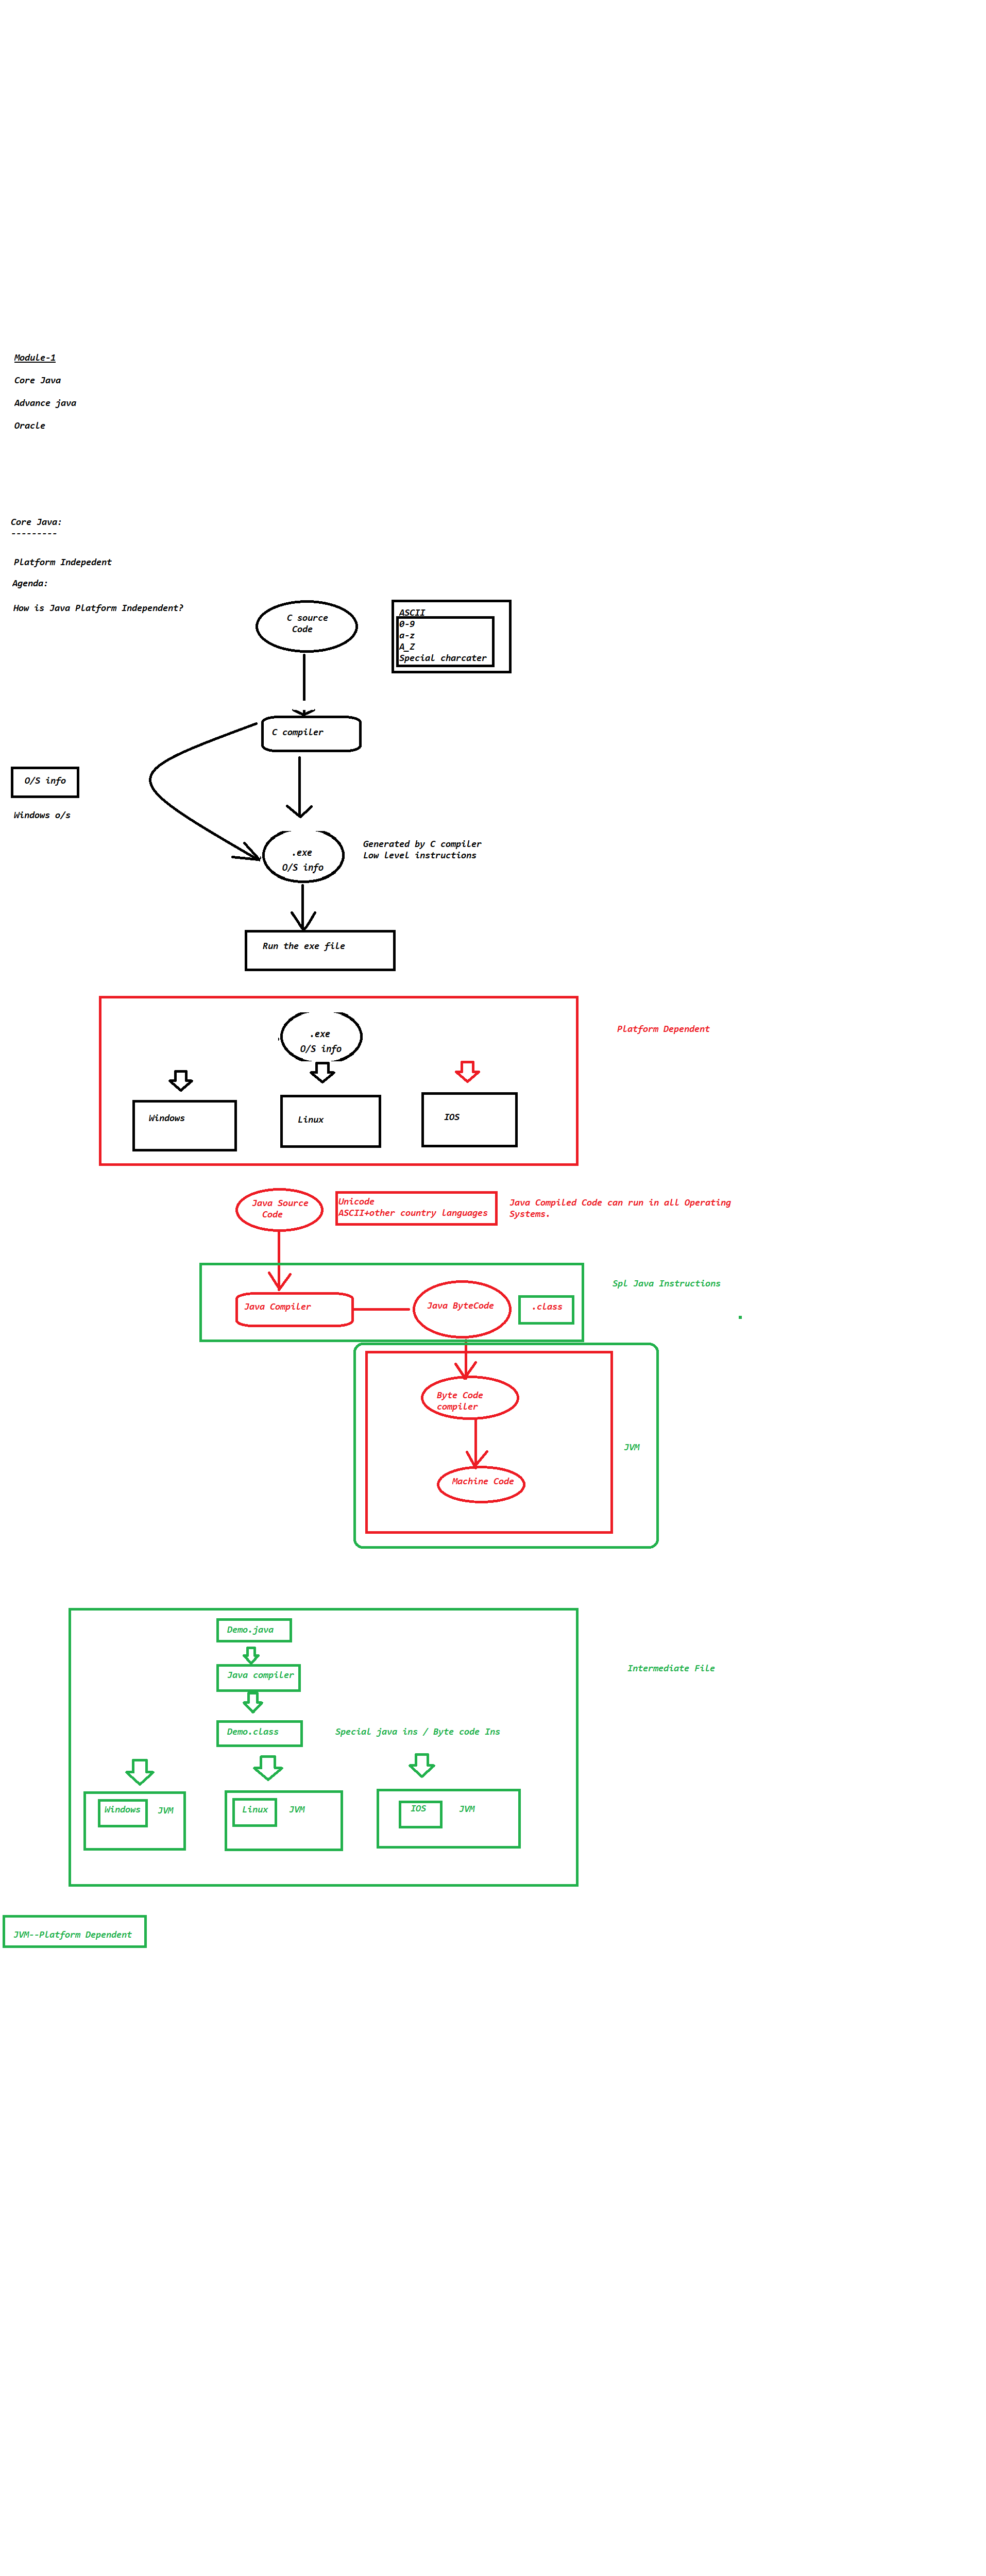 Module-1
Core Java
Advance java
Oracle
Core Java:
---------
Platform Indepedent
Agenda:
How is Java Platform Independent?
C source
Code
ASCII
0-9
a-z
A_Z
Special charcater
C compiler
O/S info
Windows o/s
.exe
O/S info
Generated by C compiler
Low level instructions
Run the exe file
Platform Dependent
.exe
O/S info
Windows
Linux
IOS
Java Source
Code
Unicode
ASCII+other country languages
Java Compiled Code can run in all Operating
Systems.
Spl Java Instructions
Java Compiler
Java ByteCode
.class
Byte Code
compiler
JVM
Machine Code
Demo.java
Intermediate File
Java compiler
Demo.class
Special java ins / Byte code Ins
Windows
JVM
Linux
JVM
IOS
JVM
JVM--Platform Dependent